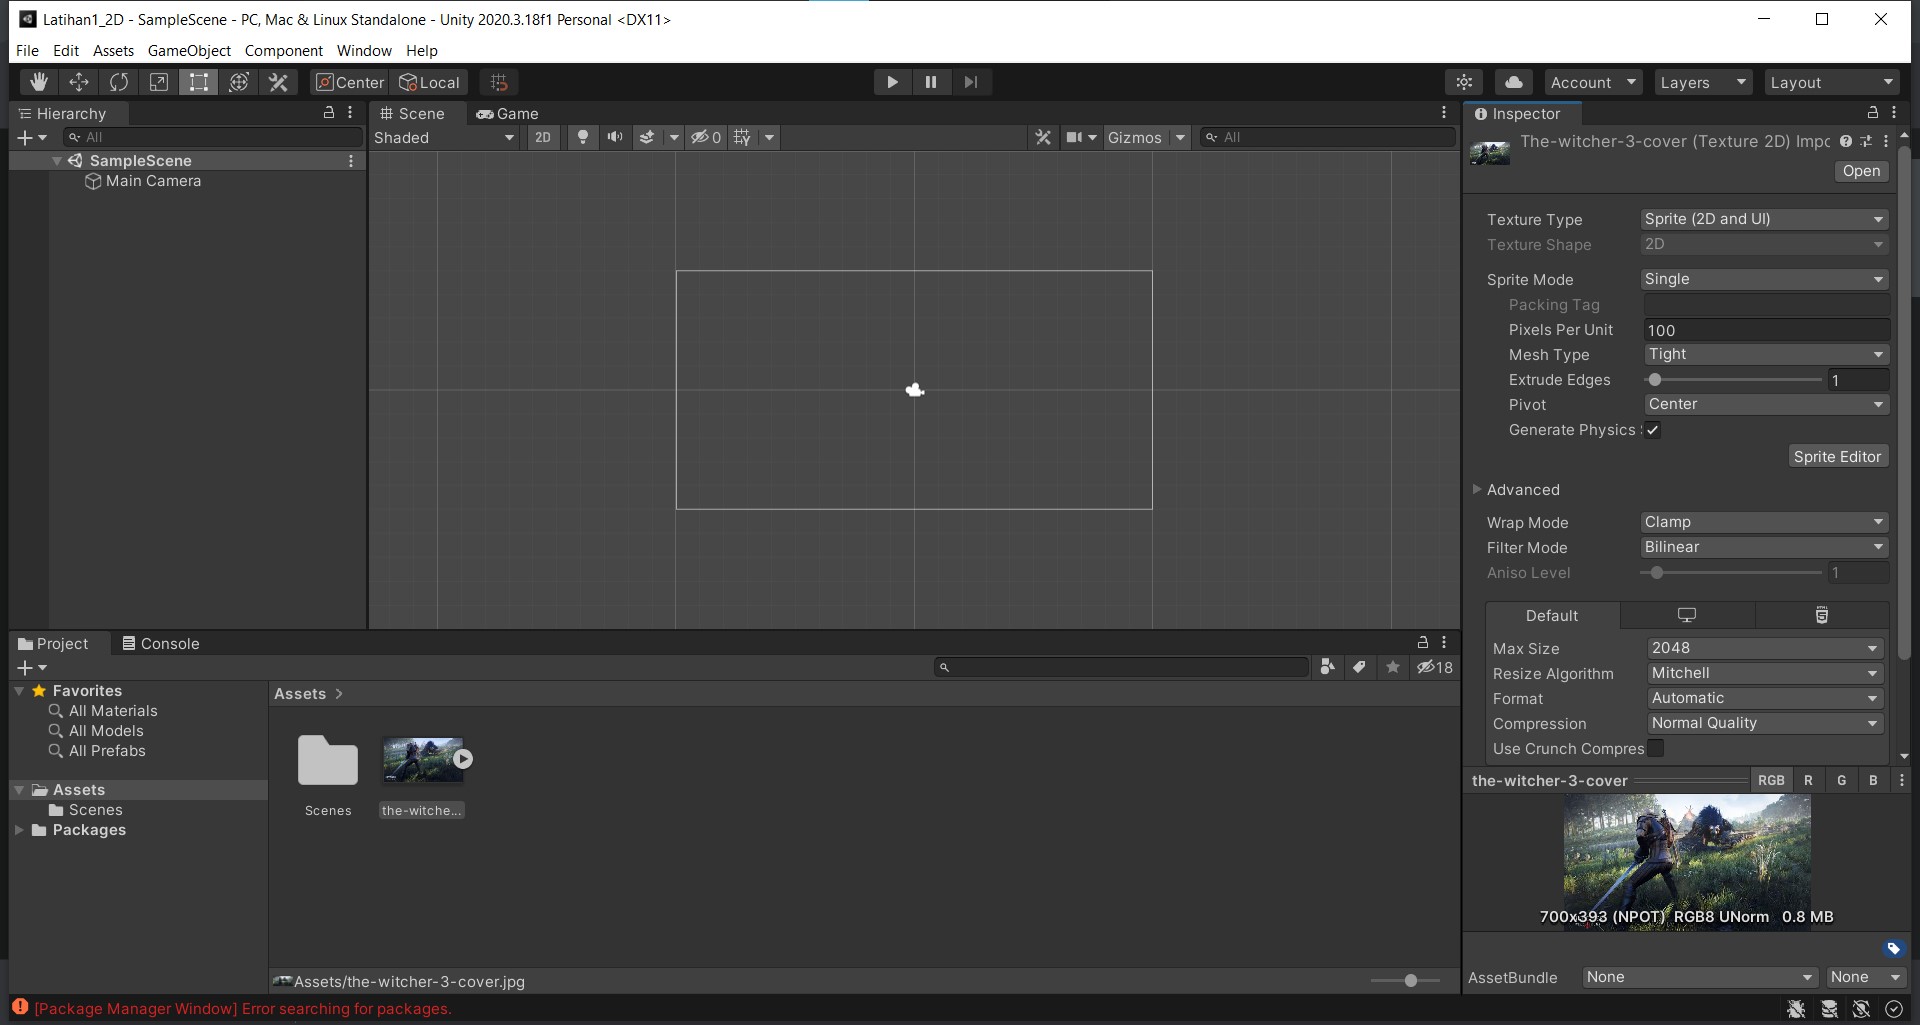 Latihan1_2D - SampleScene - PC, Mac & Linux Standalone - Unity 2020.3.18f1 Personal <DX11>
File Edit Assets GameObject Component Window Help
Center Local Account Layers Layout
Hierarchy
All
SampleScene
Main Camera
Scene Game
Shaded 2D 0 Gizmos All
Inspector
The-witcher-3-cover (Texture 2D) Impc
Open
Texture Type Sprite (2D and UI)
Texture Shape 2D
Sprite Mode Single
Packing Tag
Pixels Per Unit 100
Mesh Type Tight
Extrude Edges 1
Pivot Center
Generate Physics
Sprite Editor
Advanced
Wrap Mode Clamp
Filter Mode Bilinear
Aniso Level 1
Default
Max Size 2048
Resize Algorithm Mitchell
Format Automatic
Compression Normal Quality
Use Crunch Compres
the-witcher-3-cover RGB R G B
700x393 (NPOT) RGB8 UNorm 0.8 MB
AssetBundle None None
Project Console
18
Favorites
All Materials
All Models
All Prefabs
Assets
Scenes
Packages
Assets >
Scenes the-witche...
Assets/the-witcher-3-cover.jpg
[Package Manager Window] Error searching for packages.